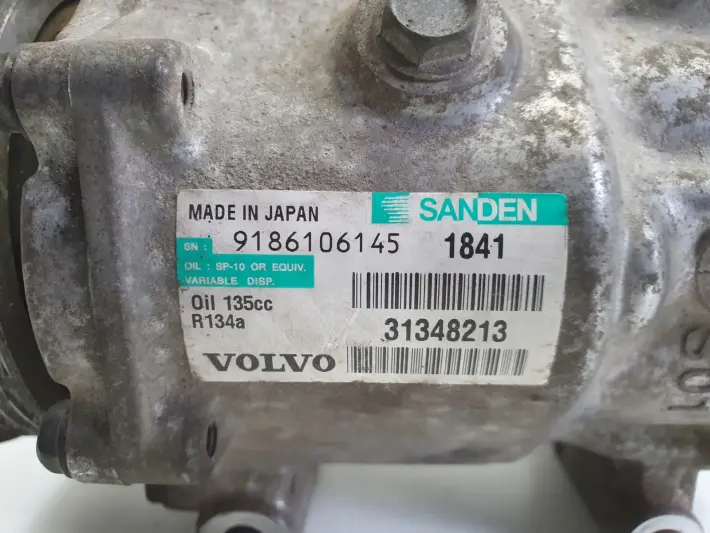 MADE IN JAPAN SANDEN
SN : 9186106145 1841
OIL : SP-10 OR EQUIV.
VARIABLE DISP.
Oil 135cc
R134a 31348213
VOLVO